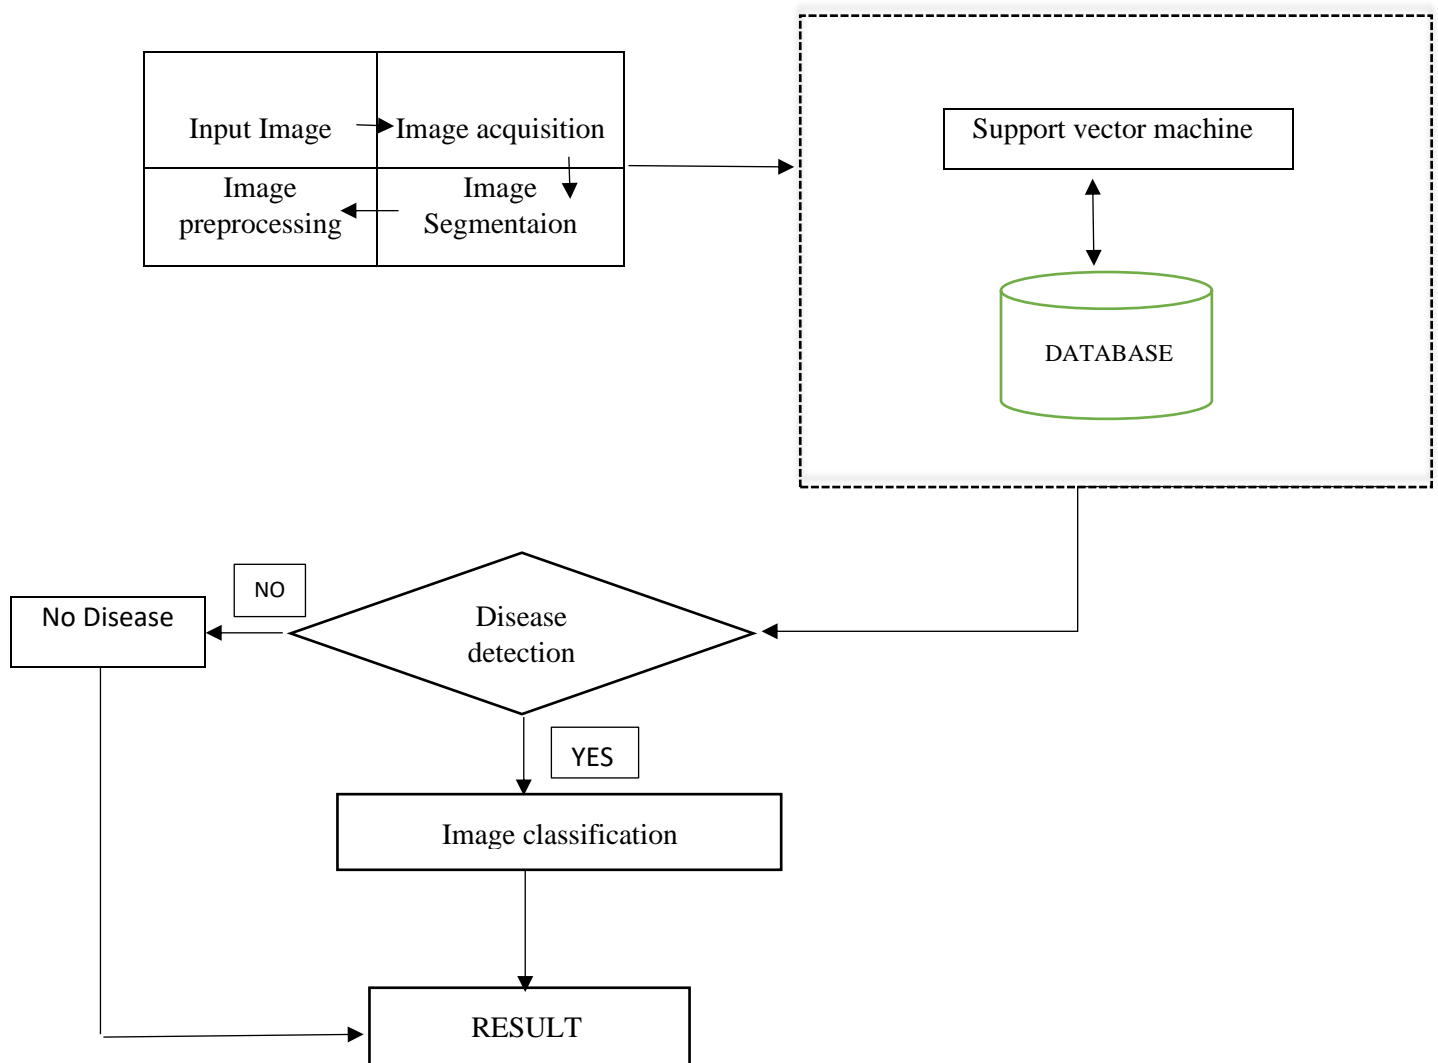 Input Image
Image acquisition
Image
preprocessing
Image
Segmentaion
Support vector machine
DATABASE
NO
No Disease
Disease
detection
YES
Image classification
RESULT